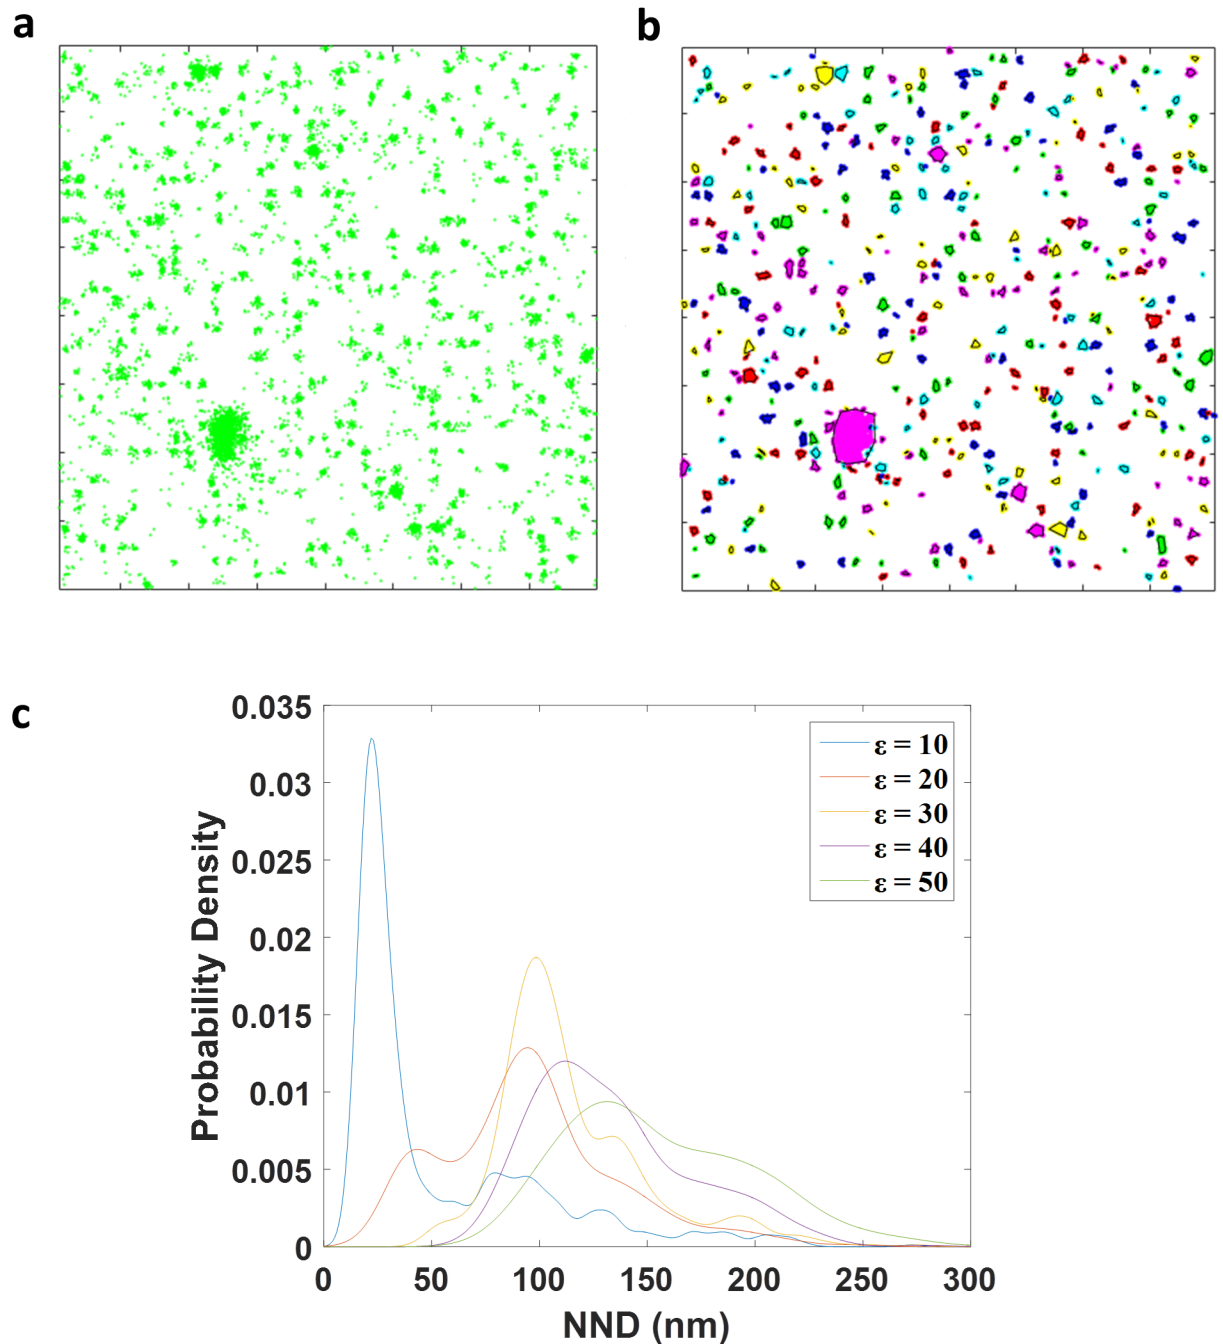 a
b
c
0.035
0.03
0.025
0.02
0.015
0.01
0.005
0
Probability Density
ε = 10
ε = 20
ε = 30
ε = 40
ε = 50
0 50 100 150 200 250 300
NND (nm)